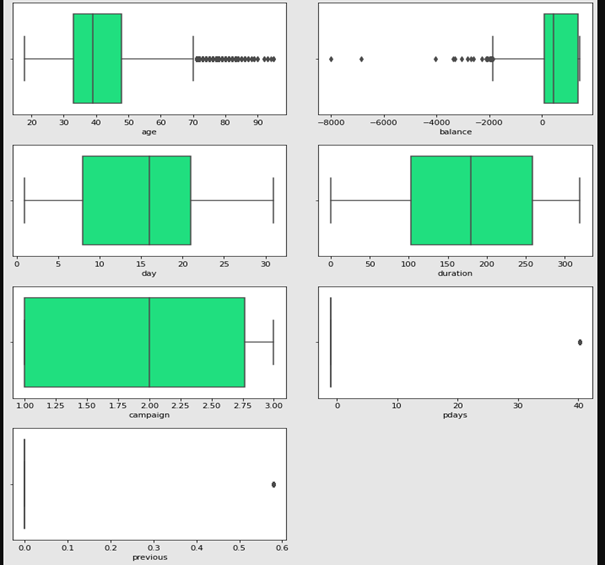 20 30 40 50 60 70 80 90
age
−8000 −6000 −4000 −2000 0
balance
0 5 10 15 20 25 30
day
0 50 100 150 200 250 300
duration
1.00 1.25 1.50 1.75 2.00 2.25 2.50 2.75 3.00
campaign
0 10 20 30 40
pdays
0.0 0.1 0.2 0.3 0.4 0.5 0.6
previous